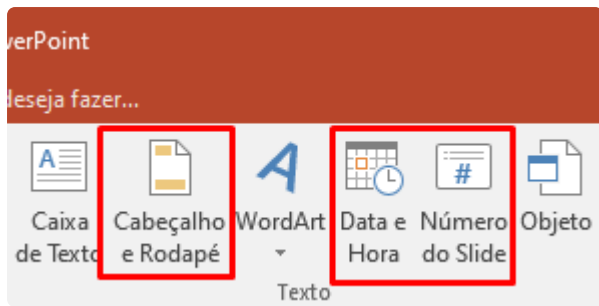 verPoint
deseja fazer...
Caixa de Texto
Cabeçalho e Rodapé
WordArt
Data e Hora
Número do Slide
Objeto
Texto